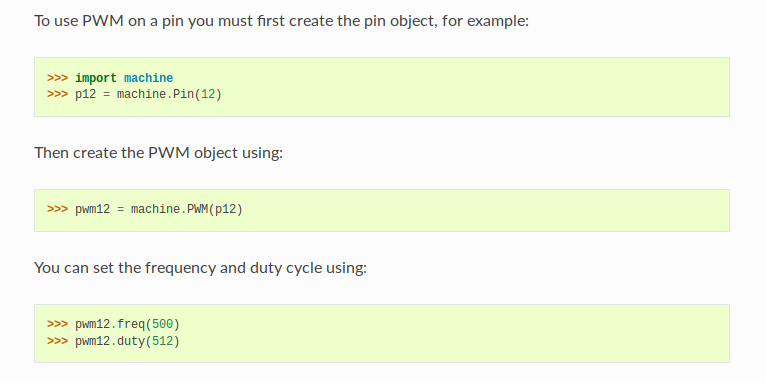 To use PWM on a pin you must first create the pin object, for example:
>>> import machine
>>> p12 = machine.Pin(12)
Then create the PWM object using:
>>> pwm12 = machine.PWM(p12)
You can set the frequency and duty cycle using:
>>> pwm12.freq(500)
>>> pwm12.duty(512)